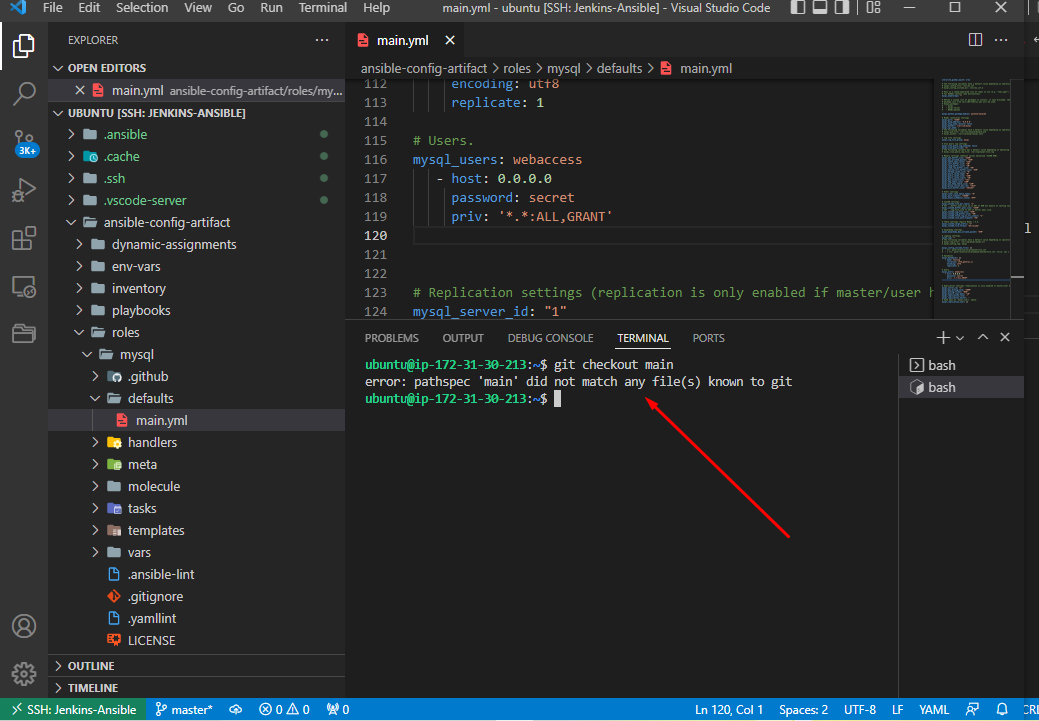 File Edit Selection View Go Run Terminal Help main.yml - ubuntu [SSH: Jenkins-Ansible] - Visual Studio Code
EXPLORER
OPEN EDITORS
main.yml ansible-config-artifact/roles/my...
UBUNTU [SSH: JENKINS-ANSIBLE]
.ansible
.cache
.ssh
.vscode-server
ansible-config-artifact
dynamic-assignments
env-vars
inventory
playbooks
roles
mysql
.github
defaults
main.yml
handlers
meta
molecule
tasks
templates
vars
.ansible-lint
.gitignore
.yamllint
LICENSE
OUTLINE
TIMELINE
3K+
main.yml
ansible-config-artifact > roles > mysql > defaults > main.yml
112 encoding: utf8
113 replicate: 1
114
115 # Users.
116 mysql_users: webaccess
117 - host: 0.0.0.0
118 password: secret
119 priv: '*.*:ALL,GRANT'
120
121
122
123 # Replication settings (replication is only enabled if master/user h
124 mysql_server_id: "1"
PROBLEMS OUTPUT DEBUG CONSOLE TERMINAL PORTS
ubuntu@ip-172-31-30-213:~$ git checkout main
error: pathspec 'main' did not match any file(s) known to git
ubuntu@ip-172-31-30-213:~$
bash
bash
SSH: Jenkins-Ansible master* 0 0 0 Ln 120, Col 1 Spaces: 2 UTF-8 LF YAML